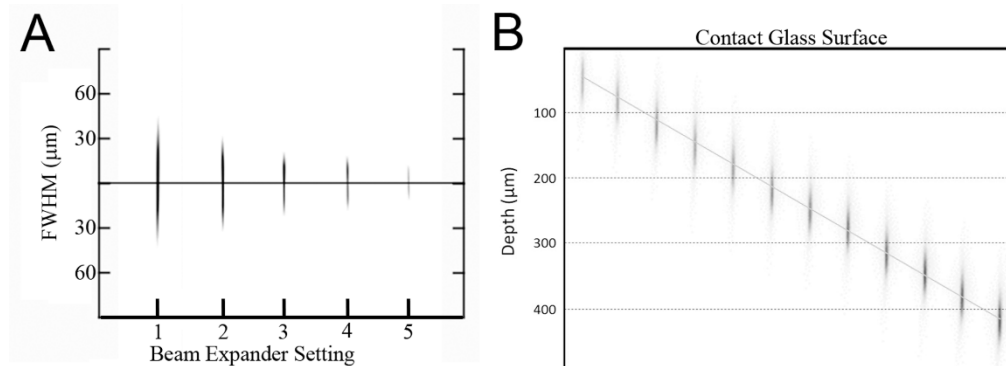 A
FWHM (μm)
60
30
30
60
1 2 3 4 5
Beam Expander Setting
B
Contact Glass Surface
Depth (μm)
100
200
300
400